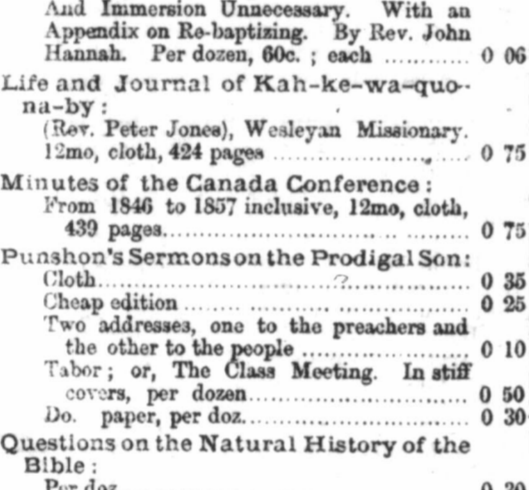 And Immersion Unnecessary. With an
Appendix on Re-baptizing. By Rev. John
Hannah. Per dozen, 60c. ; each ........... 0 06
Life and Journal of Kah-ke-wa-quo-
na-by :
(Rev. Peter Jones), Wesleyan Missionary.
12mo, cloth, 424 pages ........................ 0 75
Minutes of the Canada Conference :
From 1846 to 1857 inclusive, 12mo, cloth,
439 pages........................................ 0 75
Punshon's Sermons on the Prodigal Son:
Cloth................................................ 0 35
Cheap edition .................................... 0 25
Two addresses, one to the preachers and
the other to the people ..................... 0 10
Tabor ; or, The Class Meeting. In stiff
covers, per dozen............................. 0 50
Do. paper, per doz............................ 0 30
Questions on the Natural History of the
Bible :
Per doz